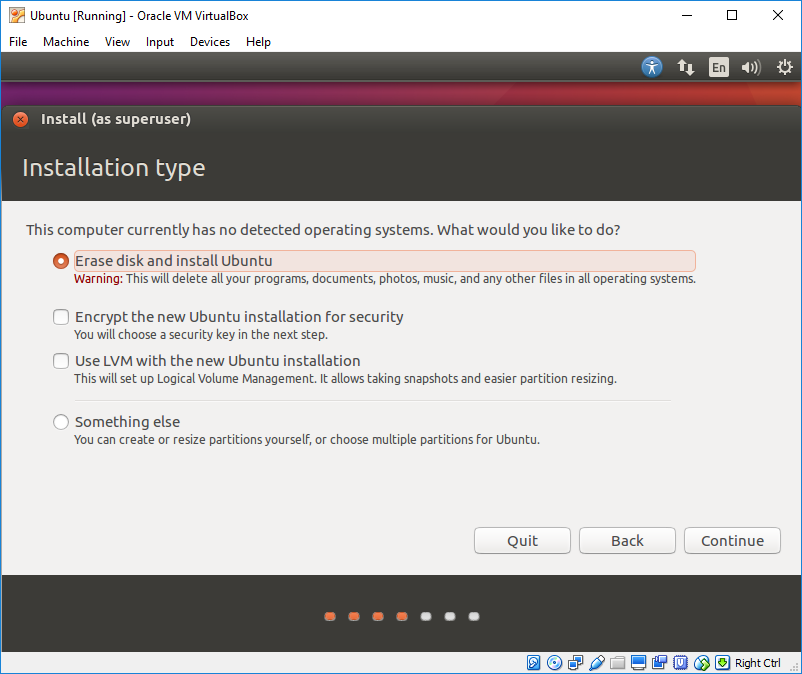 Ubuntu [Running] - Oracle VM VirtualBox
File Machine View Input Devices Help
En
Install (as superuser)
Installation type
This computer currently has no detected operating systems. What would you like to do?
Erase disk and install Ubuntu
Warning: This will delete all your programs, documents, photos, music, and any other files in all operating systems.
Encrypt the new Ubuntu installation for security
You will choose a security key in the next step.
Use LVM with the new Ubuntu installation
This will set up Logical Volume Management. It allows taking snapshots and easier partition resizing.
Something else
You can create or resize partitions yourself, or choose multiple partitions for Ubuntu.
Quit Back Continue
Right Ctrl